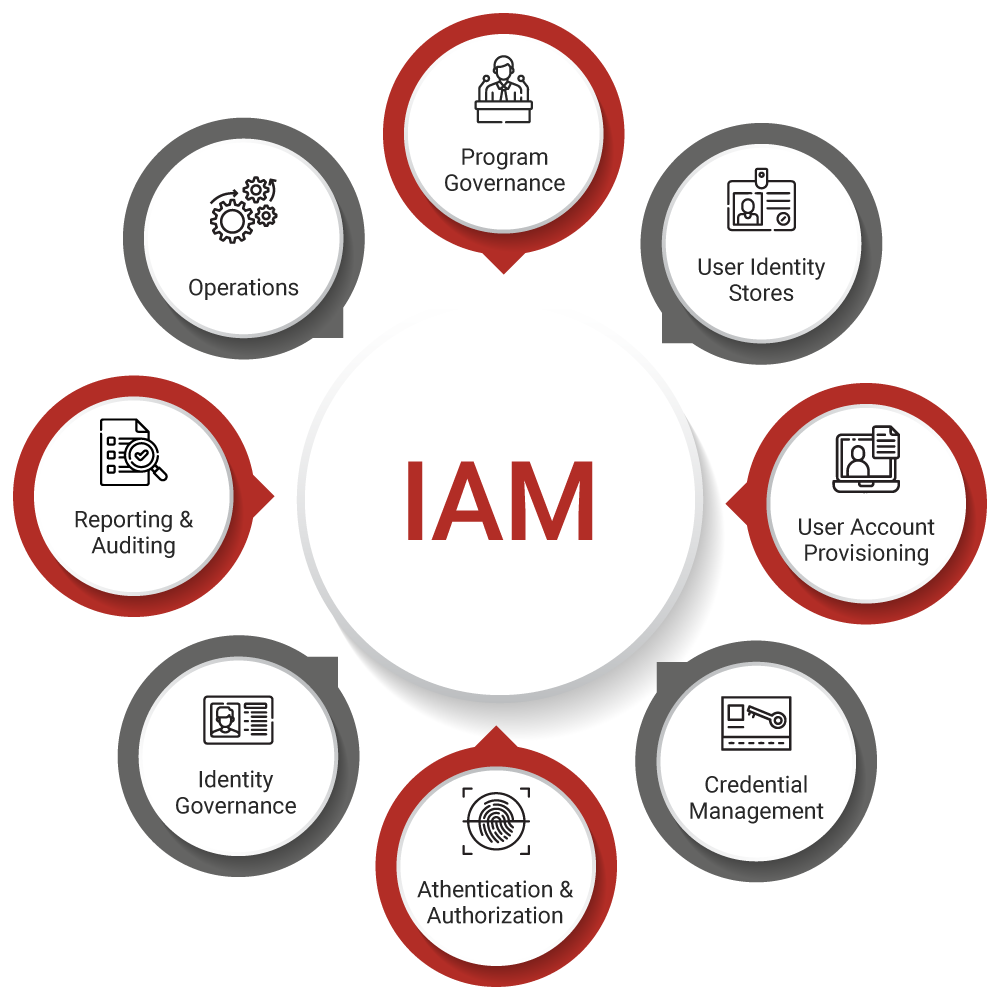 Program
Governance
User Identity
Stores
User Account
Provisioning
Credential
Management
Athentication &
Authorization
Identity
Governance
Reporting &
Auditing
Operations
IAM